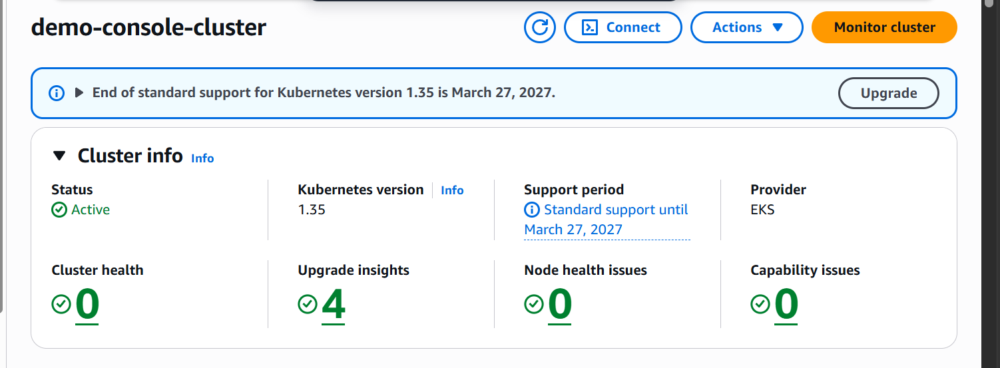 demo-console-cluster
Connect
Actions
Monitor cluster
End of standard support for Kubernetes version 1.35 is March 27, 2027.
Upgrade
Cluster info Info
Status
Active
Kubernetes version Info
1.35
Support period
Standard support until
March 27, 2027
Provider
EKS
Cluster health
0
Upgrade insights
4
Node health issues
0
Capability issues
0